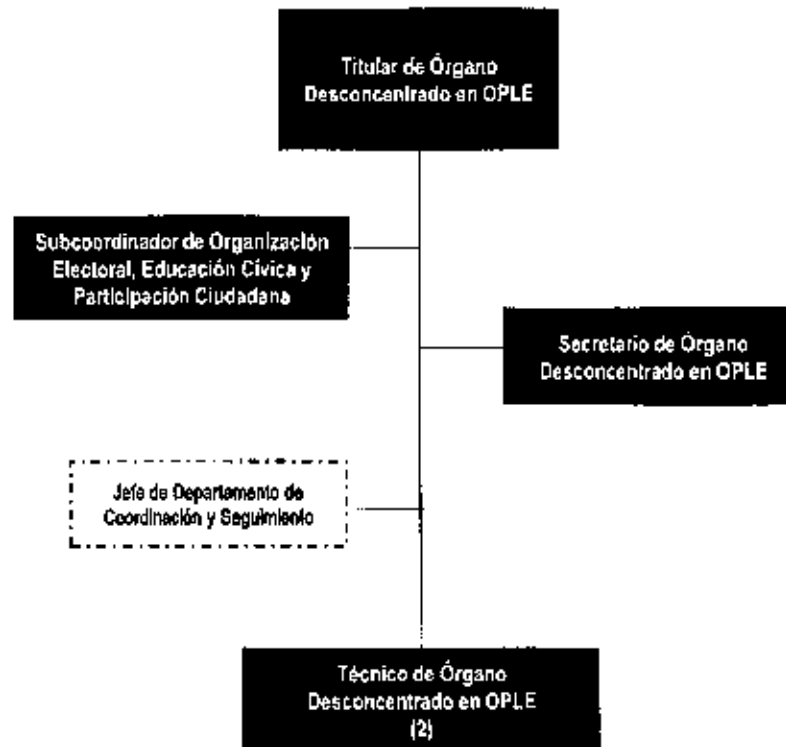 Titular de Órgano
Desconcentrado en OPLE
Subcoordinador de Organización
Electoral, Educación Cívica y
Participación Ciudadana
Secretario de Órgano
Desconcentrado en OPLE
Jefe de Departamento de
Coordinación y Seguimiento
Técnico de Órgano
Desconcentrado en OPLE
(2)